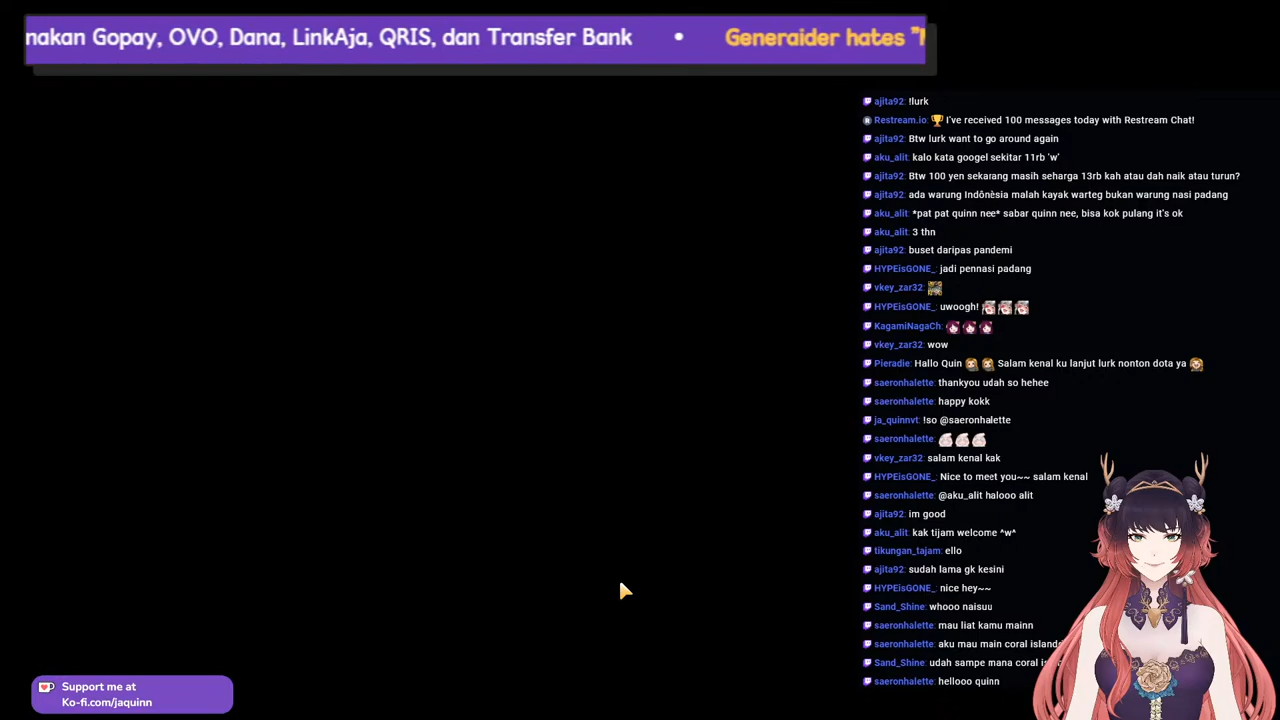 nakan Gopay, OVO, Dana, LinkAja, QRIS, dan Transfer Bank • Generaider hates "
ajita92: !lurk
Restream.io: I've received 100 messages today with Restream Chat!
ajita92: Btw lurk want to go around again
aku_alit: kalo kata googel sekitar 11rb 'w'
ajita92: Btw 100 yen sekarang masih seharga 13rb kah atau dah naik atau turun?
ajita92: ada warung Indônèsia malah kayak warteg bukan warung nasi padang
aku_alit: *pat pat quinn nee* sabar quinn nee, bisa kok pulang it's ok
aku_alit: 3 thn
ajita92: buset daripas pandemi
HYPEisGONE_: jadi pennasi padang
vkey_zar32:
HYPEisGONE_: uwoogh!
KagamiNagaCh:
vkey_zar32: wow
Pieradie: Hallo Quin Salam kenal ku lanjut lurk nonton dota ya
saeronhalette: thankyou udah so hehee
saeronhalette: happy kokk
ja_quinnvt: !so @saeronhalette
saeronhalette:
vkey_zar32: salam kenal kak
HYPEisGONE_: Nice to meet you~~ salam kenal
saeronhalette: @aku_alit halooo alit
ajita92: im good
aku_alit: kak tijam welcome ^w^
tikungan_tajam: ello
ajita92: sudah lama gk kesini
HYPEisGONE_: nice hey~~
Sand_Shine: whooo naisuu
saeronhalette: mau liat kamu mainn
saeronhalette: aku mau main coral islands
Sand_Shine: udah sampe mana coral
saeronhalette: hellooo quinn
Support me at
Ko-fi.com/jaquinn